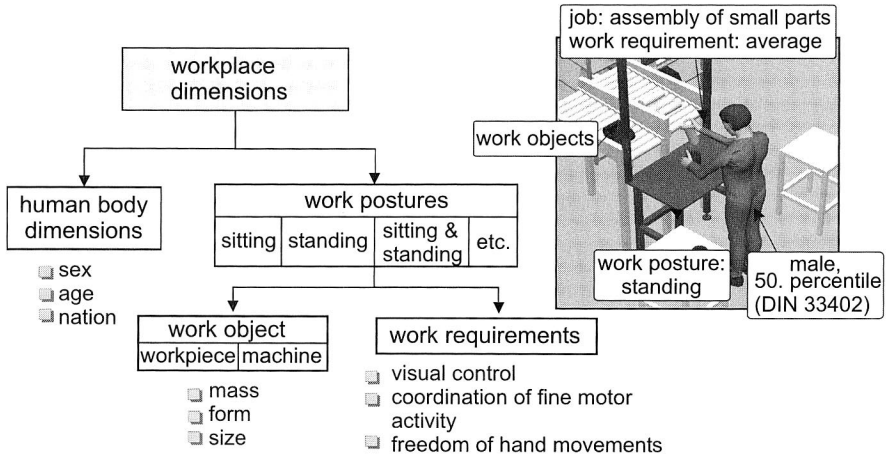 workplace
dimensions
human body
dimensions
sex
age
nation
work postures
sitting
standing
sitting &
standing
etc.
work object
workpiece
machine
mass
form
size
work requirements
visual control
coordination of fine motor
activity
freedom of hand movements
job: assembly of small parts
work requirement: average
work objects
work posture:
standing
male,
50. percentile
(DIN 33402)